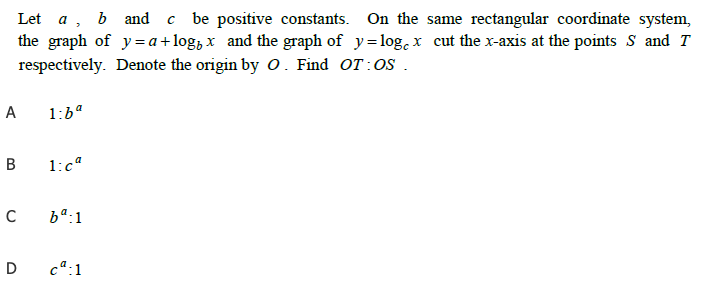 Let a , b and c be positive constants. On the same rectangular coordinate system,
the graph of y = a + log_b x and the graph of y = log_c x cut the x-axis at the points S and T
respectively. Denote the origin by O . Find OT : OS .
A 1: b^a
B 1: c^a
C b^a :1
D c^a :1